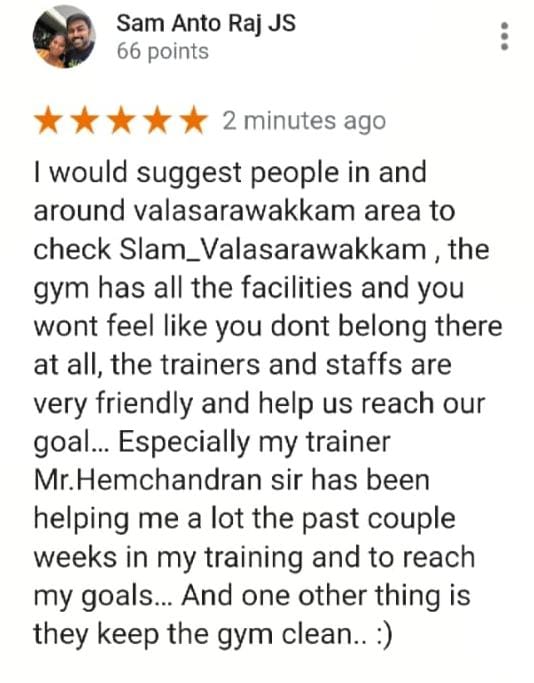 Sam Anto Raj JS
66 points
2 minutes ago
I would suggest people in and
around valasarawakkam area to
check Slam_Valasarawakkam , the
gym has all the facilities and you
wont feel like you dont belong there
at all, the trainers and staffs are
very friendly and help us reach our
goal... Especially my trainer
Mr.Hemchandran sir has been
helping me a lot the past couple
weeks in my training and to reach
my goals... And one other thing is
they keep the gym clean.. :)